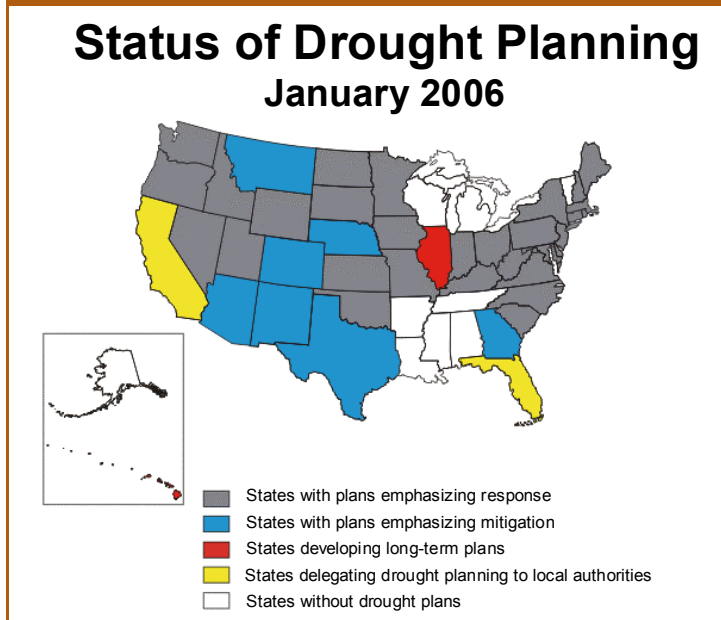 Status of Drought Planning
January 2006
States with plans emphasizing response
States with plans emphasizing mitigation
States developing long-term plans
States delegating drought planning to local authorities
States without drought plans